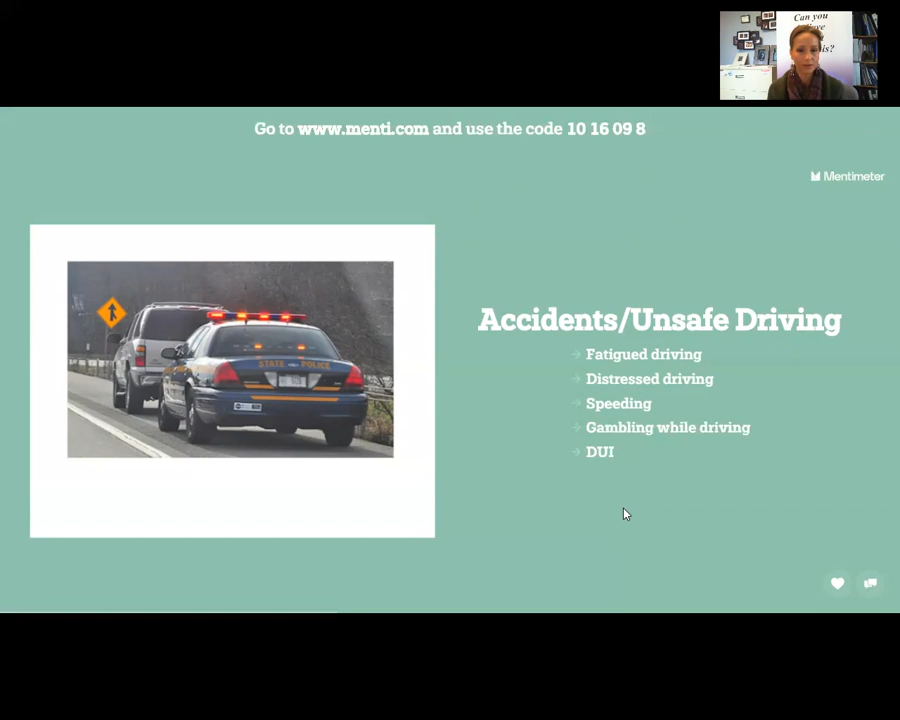 Can you
Go to www.menti.com and use the code 10 16 09 8
Mentimeter
STATE POLICE
Accidents/Unsafe Driving
Fatigued driving
Distressed driving
Speeding
Gambling while driving
DUI